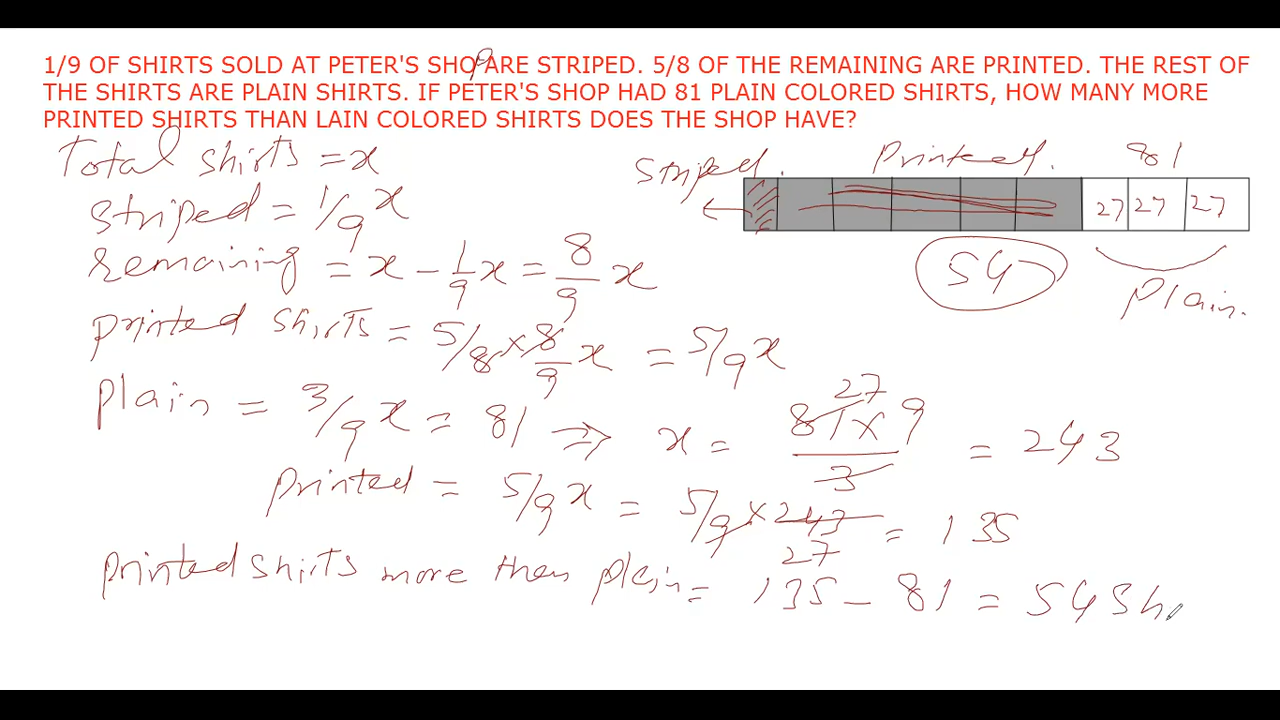 1/9 OF SHIRTS SOLD AT PETER'S SHOP ARE STRIPED. 5/8 OF THE REMAINING ARE PRINTED. THE REST OF
THE SHIRTS ARE PLAIN SHIRTS. IF PETER'S SHOP HAD 81 PLAIN COLORED SHIRTS, HOW MANY MORE
PRINTED SHIRTS THAN LAIN COLORED SHIRTS DOES THE SHOP HAVE?
Total shirts = x
Striped Printed 81
27 27 27
54
Plain.
striped = 1/9 x
remaining = x - 1/9 x = 8/9 x
printed shirts = 5/8 × 8/9 x = 5/9 x
plain = 3/9 x = 81 ⇒ x = 81 × 9 / 3 = 243
27
printed = 5/9 x = 5/9 × 243 = 135
27
printed shirts more then plain = 135 - 81 = 54 sh